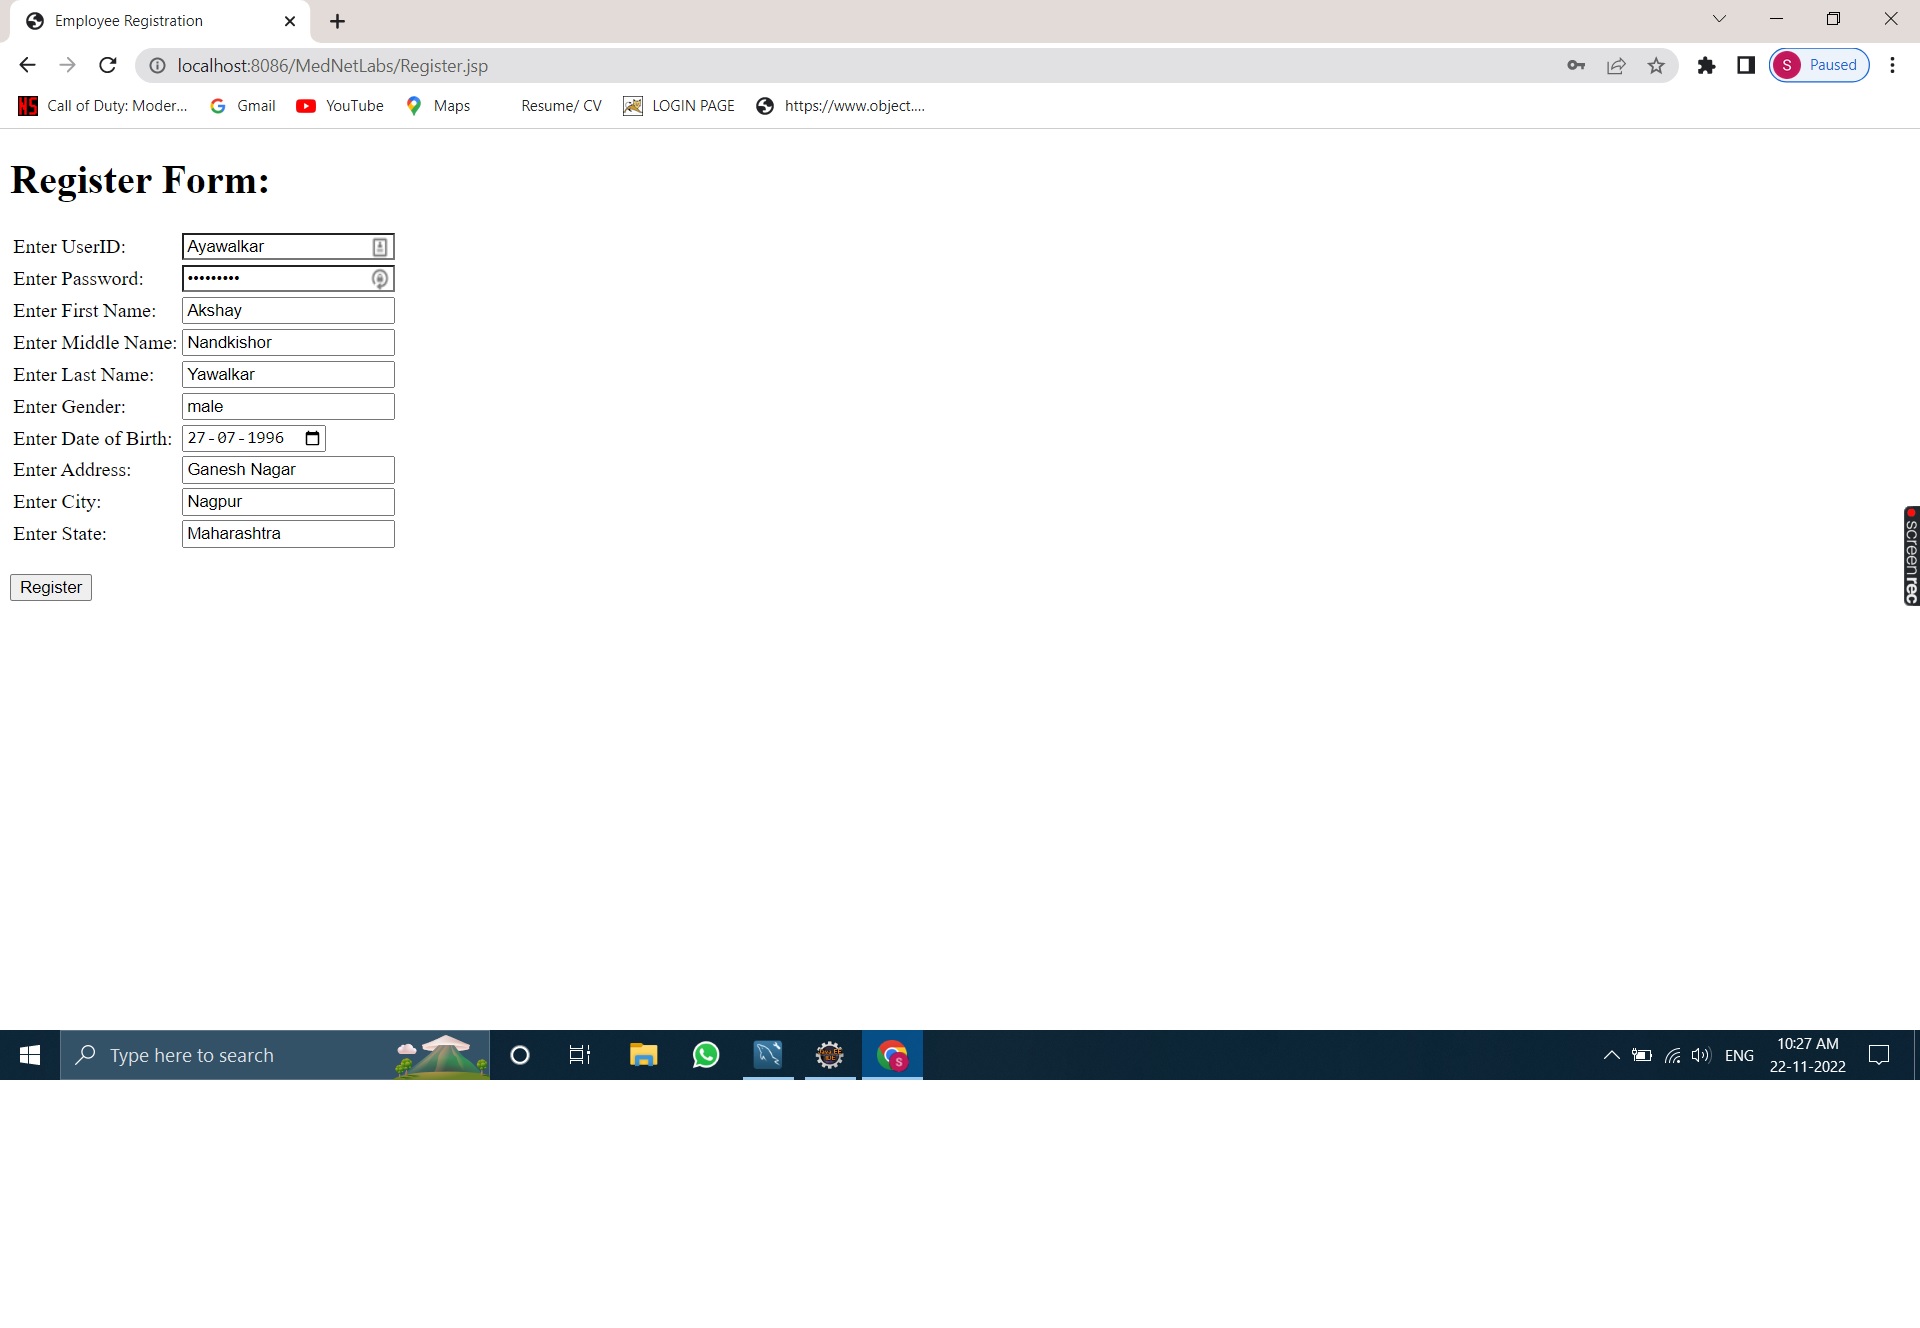 Employee Registration
localhost:8086/MedNetLabs/Register.jsp
S Paused
NS Call of Duty: Moder... Gmail YouTube Maps Resume/ CV LOGIN PAGE https://www.object....
Register Form:
Enter UserID: Ayawalkar
Enter Password: •••••••••
Enter First Name: Akshay
Enter Middle Name: Nandkishor
Enter Last Name: Yawalkar
Enter Gender: male
Enter Date of Birth: 27-07-1996
Enter Address: Ganesh Nagar
Enter City: Nagpur
Enter State: Maharashtra
Register
screenrec
Type here to search
S
ENG
10:27 AM
22-11-2022